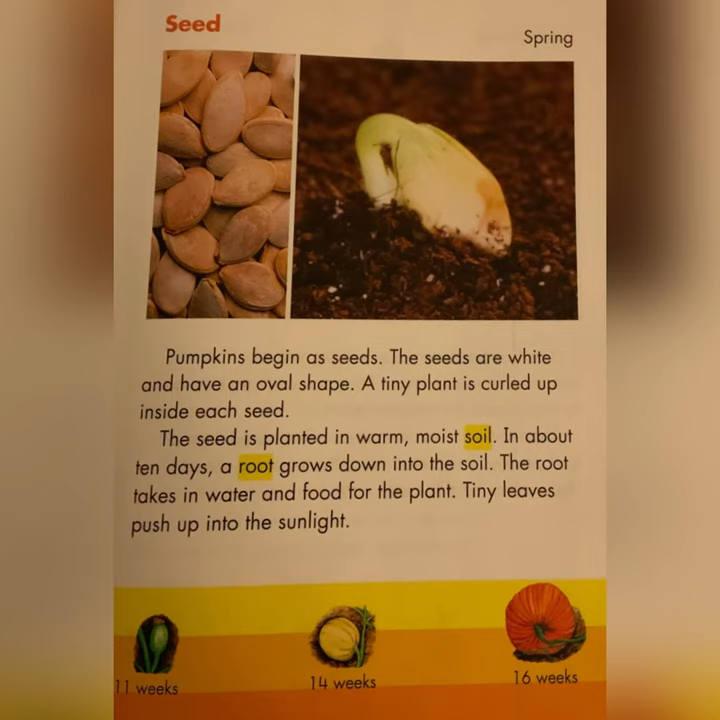 Seed
Spring
Pumpkins begin as seeds. The seeds are white
and have an oval shape. A tiny plant is curled up
inside each seed.
The seed is planted in warm, moist soil. In about
ten days, a root grows down into the soil. The root
takes in water and food for the plant. Tiny leaves
push up into the sunlight.
11 weeks
14 weeks
16 weeks